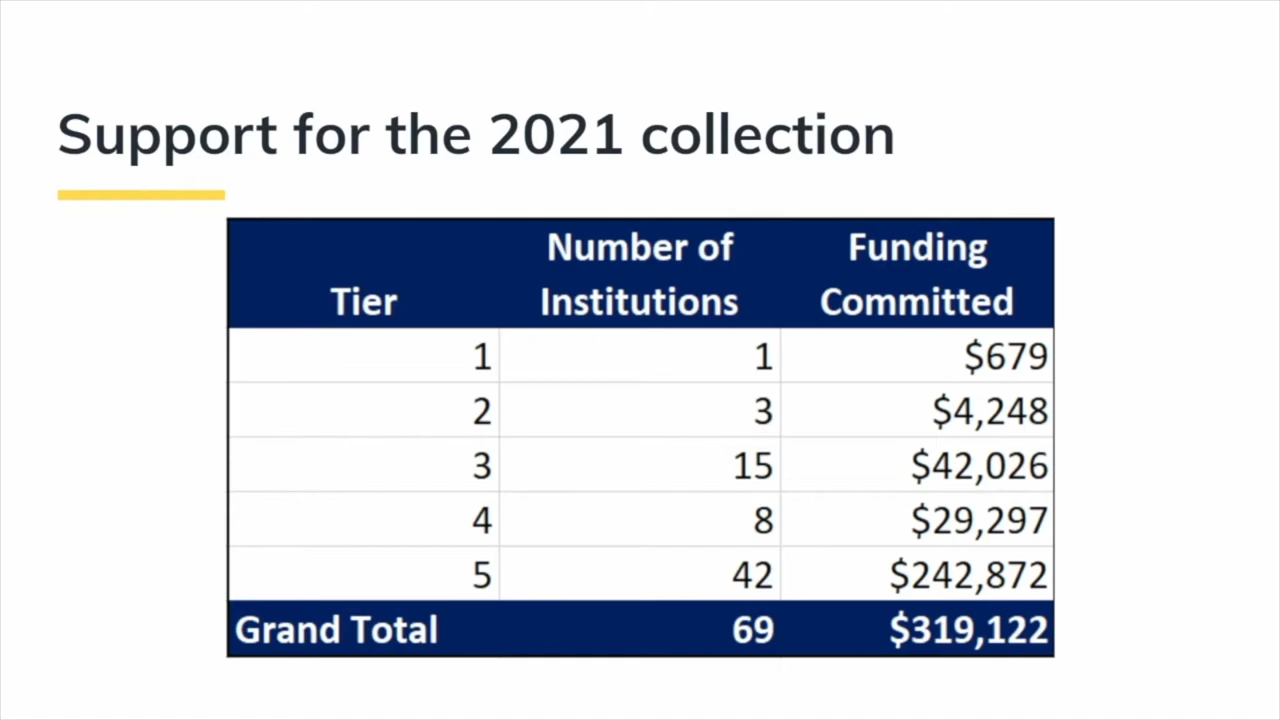 Support for the 2021 collection
Tier Number of Institutions Funding Committed
1 1 $679
2 3 $4,248
3 15 $42,026
4 8 $29,297
5 42 $242,872
Grand Total 69 $319,122